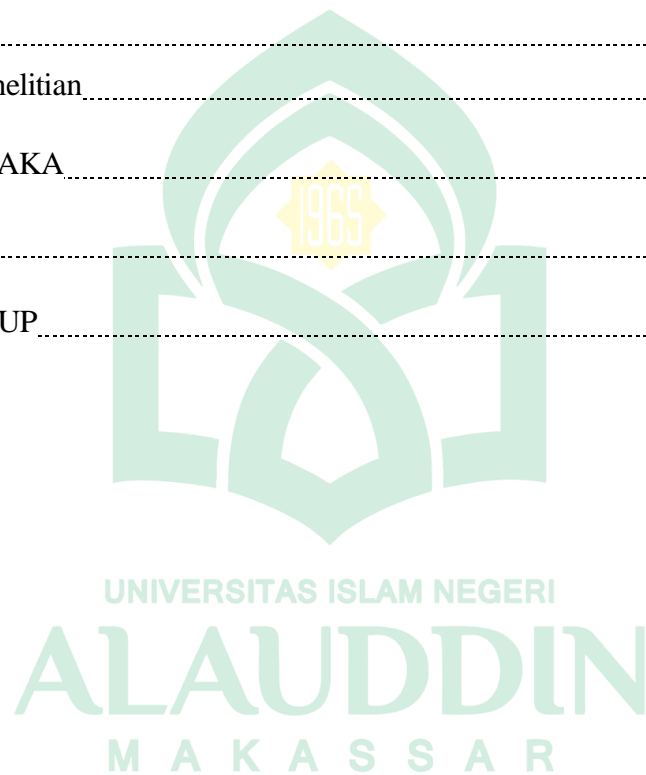 nelitian
AKA
1965
UP
UNIVERSITAS ISLAM NEGERI
ALAUDDIN
MAKASSAR